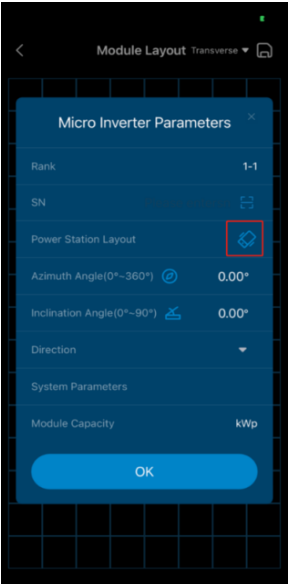 Module Layout Transverse
Micro Inverter Parameters
Rank 1-1
SN
Power Station Layout
Azimuth Angle(0°~360°) 0.00°
Inclination Angle(0°~90°) 0.00°
Direction
System Parameters
Module Capacity kWp
OK